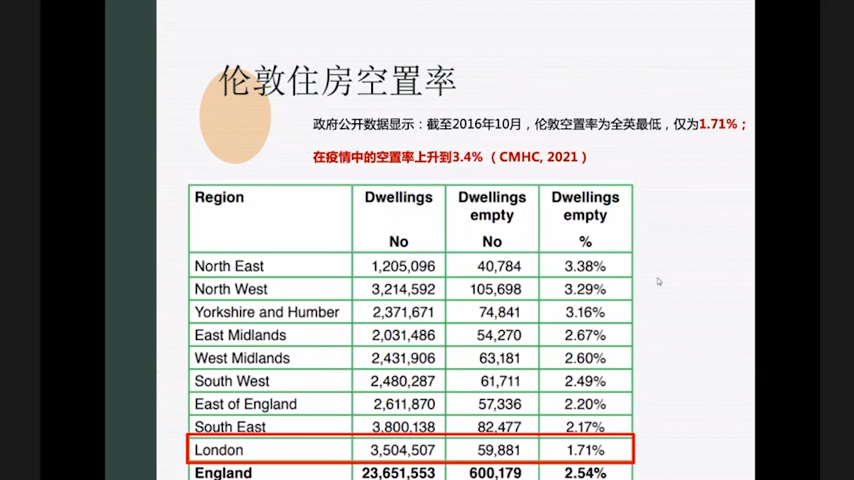 伦敦住房空置率
政府公开数据显示：截至2016年10月，伦敦空置率为全英最低，仅为1.71%；
在疫情中的空置率上升到3.4%（CMHC, 2021）
Region Dwellings Dwellings Dwellings
empty empty
No No %
North East 1,205,096 40,784 3.38%
North West 3,214,592 105,698 3.29%
Yorkshire and Humber 2,371,671 74,841 3.16%
East Midlands 2,031,486 54,270 2.67%
West Midlands 2,431,906 63,181 2.60%
South West 2,480,287 61,711 2.49%
East of England 2,611,870 57,336 2.20%
South East 3,800,138 82,477 2.17%
London 3,504,507 59,881 1.71%
England 23,651,553 600,179 2.54%